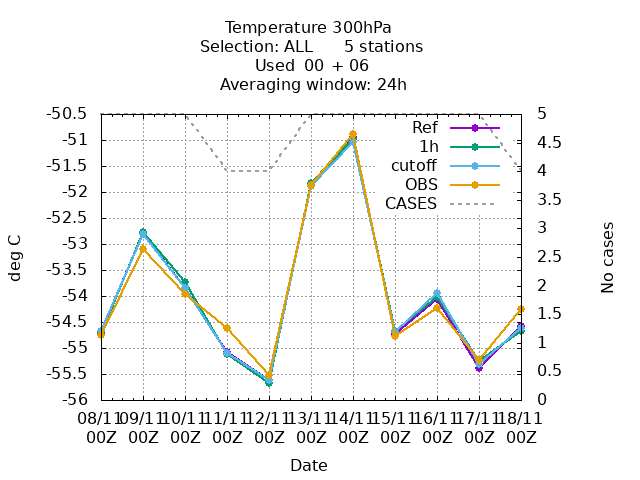 Temperature 300hPa
Selection: ALL 5 stations
Used 00 + 06
Averaging window: 24h
-50.5
-51
-51.5
-52
-52.5
-53
-53.5
-54
-54.5
-55
-55.5
-56
deg C
Ref
1h
cutoff
OBS
CASES
5
4.5
4
3.5
3
2.5
2
1.5
1
0.5
0
No cases
08/11 09/11 10/11 11/11 12/11 13/11 14/11 15/11 16/11 17/11 18/11
00Z 00Z 00Z 00Z 00Z 00Z 00Z 00Z 00Z 00Z 00Z
Date